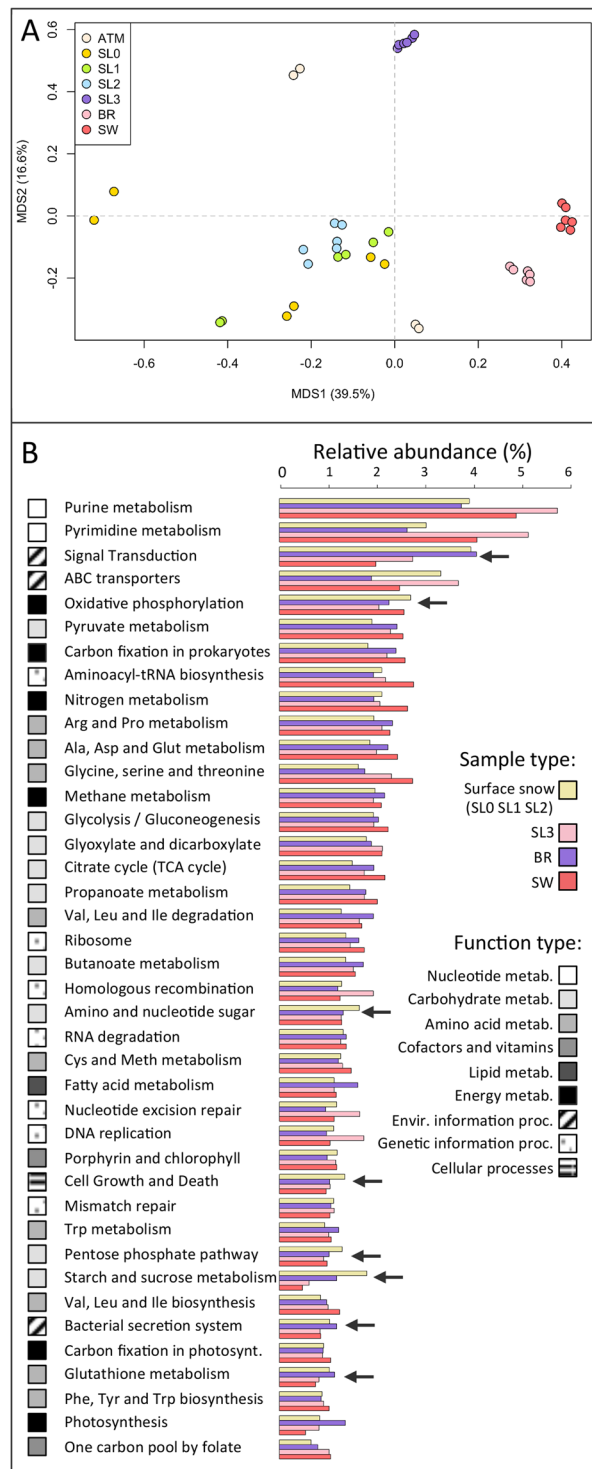 A
0.6
0.4
0.2
0.0
-0.2
MDS2 (16.6%)
ATM
SL0
SL1
SL2
SL3
BR
SW
-0.6
-0.4
-0.2
0.0
0.2
0.4
MDS1 (39.5%)
B
Relative abundance (%)
0 1 2 3 4 5 6
Purine metabolism
Pyrimidine metabolism
Signal Transduction
ABC transporters
Oxidative phosphorylation
Pyruvate metabolism
Carbon fixation in prokaryotes
Aminoacyl-tRNA biosynthesis
Nitrogen metabolism
Arg and Pro metabolism
Ala, Asp and Glut metabolism
Glycine, serine and threonine
Methane metabolism
Glycolysis / Gluconeogenesis
Glyoxylate and dicarboxylate
Citrate cycle (TCA cycle)
Propanoate metabolism
Val, Leu and Ile degradation
Ribosome
Butanoate metabolism
Homologous recombination
Amino and nucleotide sugar
RNA degradation
Cys and Meth metabolism
Fatty acid metabolism
Nucleotide excision repair
DNA replication
Porphyrin and chlorophyll
Cell Growth and Death
Mismatch repair
Trp metabolism
Pentose phosphate pathway
Starch and sucrose metabolism
Val, Leu and Ile biosynthesis
Bacterial secretion system
Carbon fixation in photosynt.
Glutathione metabolism
Phe, Tyr and Trp biosynthesis
Photosynthesis
One carbon pool by folate
Sample type:
Surface snow
(SL0 SL1 SL2)
SL3
BR
SW
Function type:
Nucleotide metab.
Carbohydrate metab.
Amino acid metab.
Cofactors and vitamins
Lipid metab.
Energy metab.
Envir. information proc.
Genetic information proc.
Cellular processes